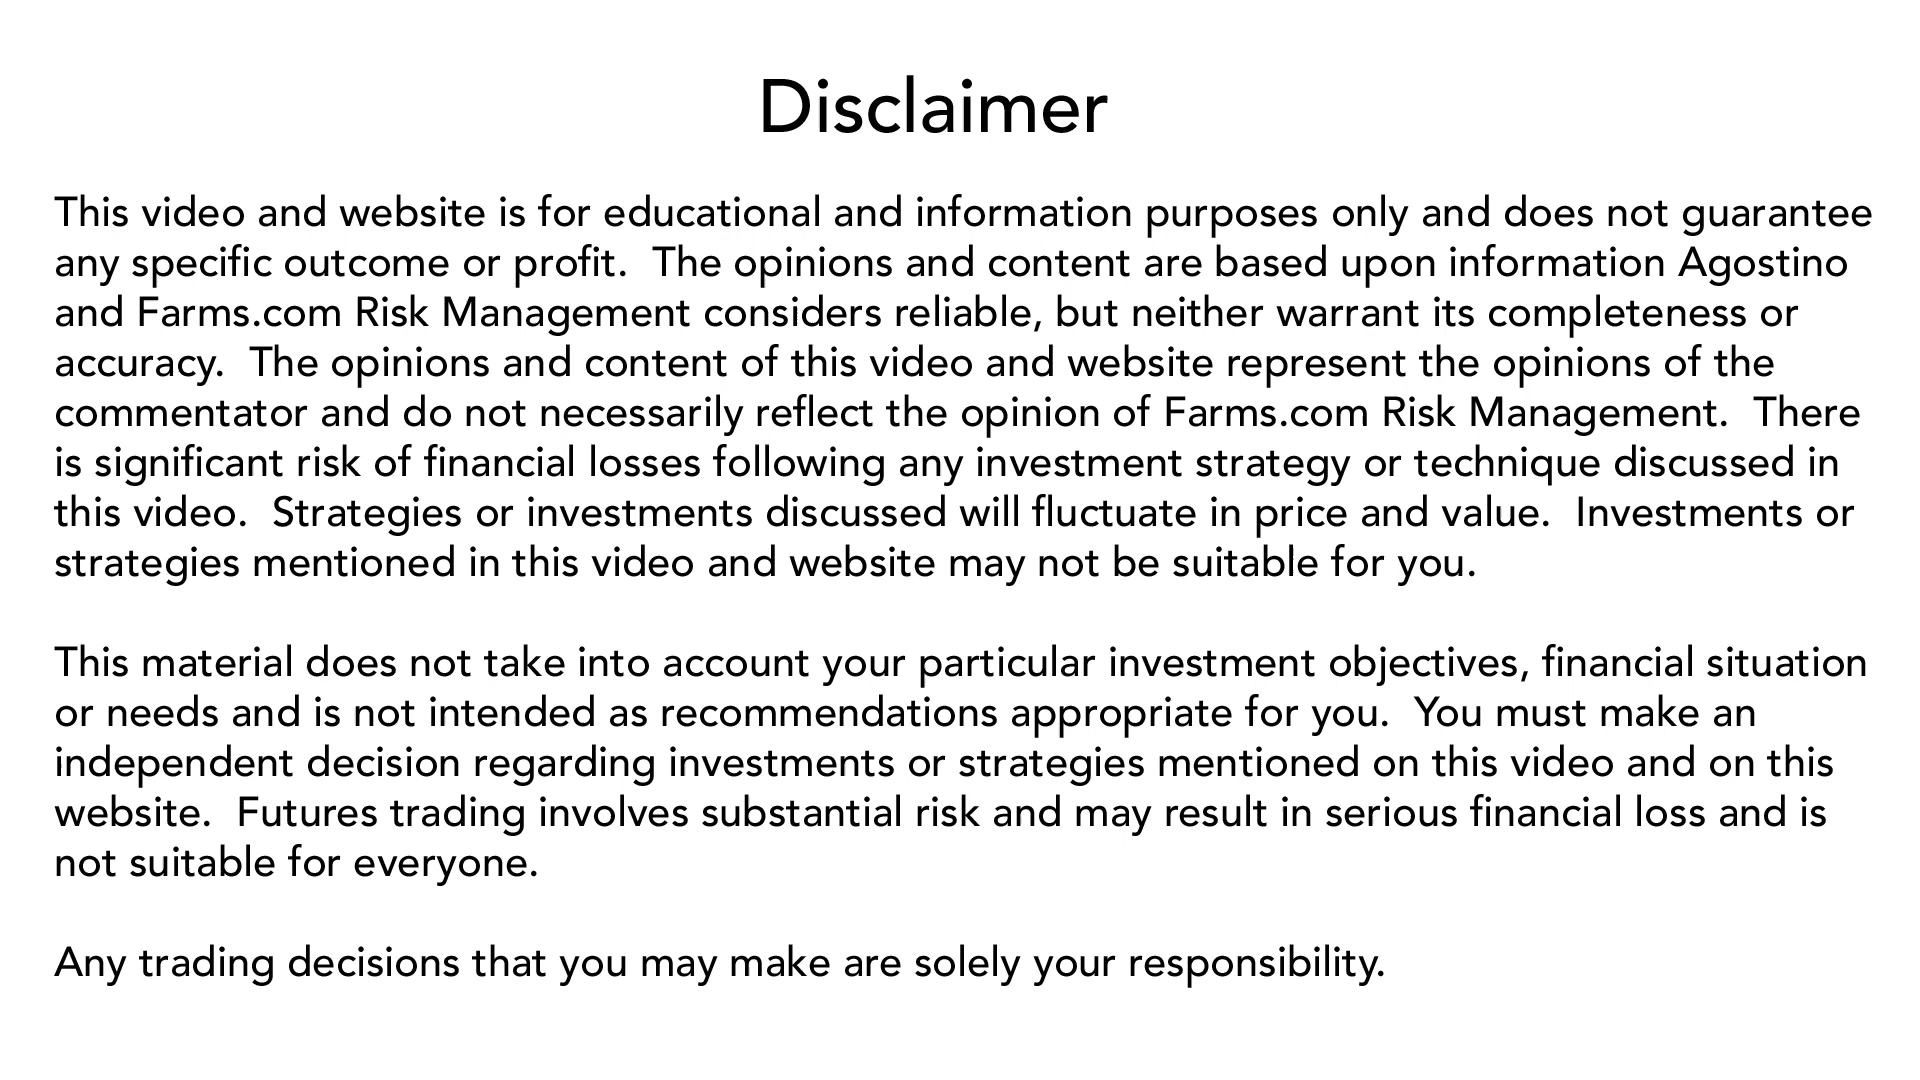 Disclaimer
This video and website is for educational and information purposes only and does not guarantee
any specific outcome or profit.  The opinions and content are based upon information Agostino
and Farms.com Risk Management considers reliable, but neither warrant its completeness or
accuracy.  The opinions and content of this video and website represent the opinions of the
commentator and do not necessarily reflect the opinion of Farms.com Risk Management.  There
is significant risk of financial losses following any investment strategy or technique discussed in
this video.  Strategies or investments discussed will fluctuate in price and value.  Investments or
strategies mentioned in this video and website may not be suitable for you.
This material does not take into account your particular investment objectives, financial situation
or needs and is not intended as recommendations appropriate for you.  You must make an
independent decision regarding investments or strategies mentioned on this video and on this
website.  Futures trading involves substantial risk and may result in serious financial loss and is
not suitable for everyone.
Any trading decisions that you may make are solely your responsibility.